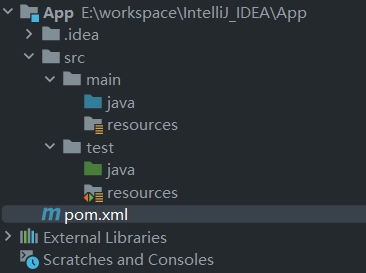 App E:\workspace\IntelliJ_IDEA\App
.idea
src
main
java
resources
test
java
resources
pom.xml
External Libraries
Scratches and Consoles